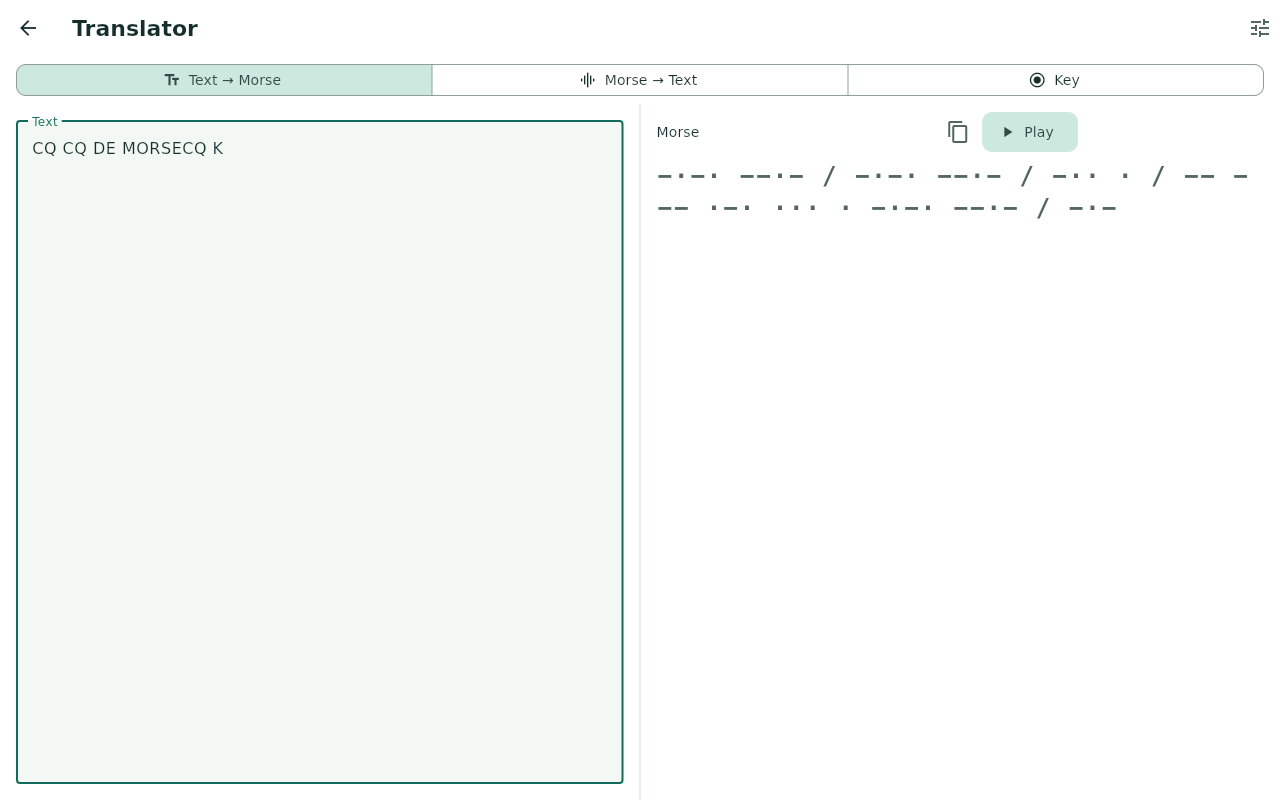 Translator
Text → Morse
Morse → Text
Key
Text
CQ CQ DE MORSECQ K
Morse
Play
−·−· −−·− / −·−· −−·− / −·· · / −− −
−− ·−· ··· · −·−· −−·− / −·−